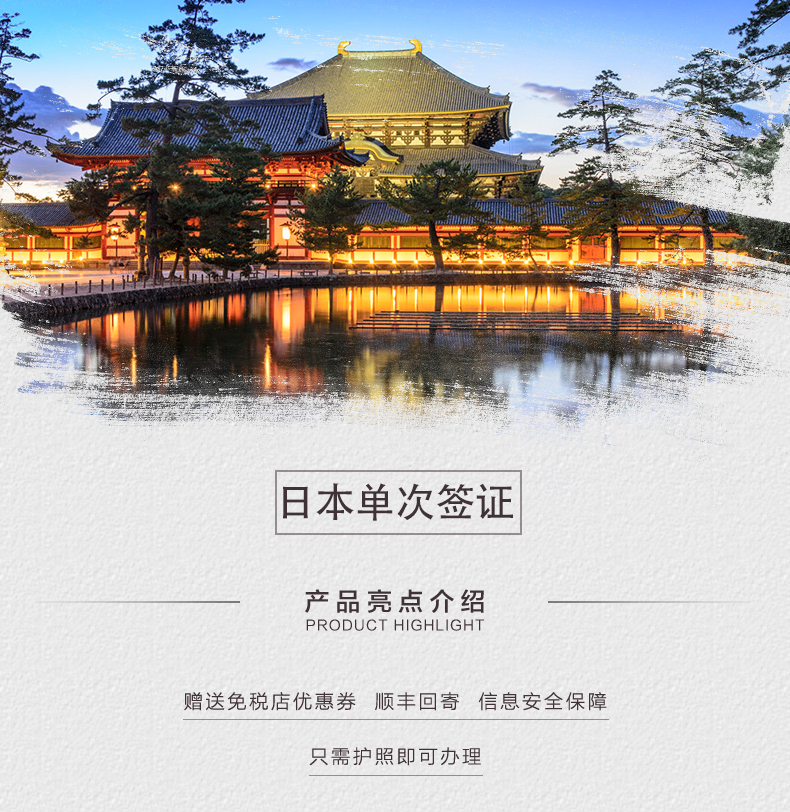 日本单次签证
产品亮点介绍
PRODUCT HIGHLIGHT
赠送免税店优惠券 顺丰回寄 信息安全保障
只需护照即可办理